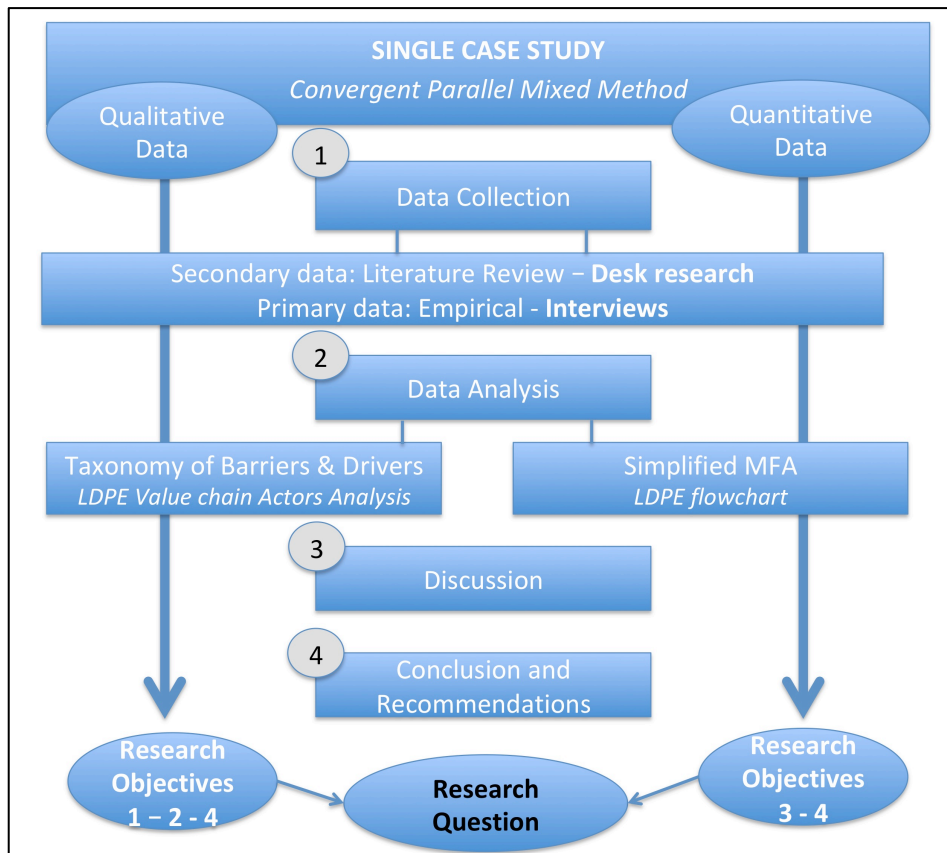 SINGLE CASE STUDY
Convergent Parallel Mixed Method
Qualitative
Data
Quantitative
Data
1
Data Collection
Secondary data: Literature Review – Desk research
Primary data: Empirical - Interviews
2
Data Analysis
Taxonomy of Barriers & Drivers
LDPE Value chain Actors Analysis
Simplified MFA
LDPE flowchart
3
Discussion
4
Conclusion and
Recommendations
Research
Objectives
1 – 2 - 4
Research
Question
Research
Objectives
3 - 4